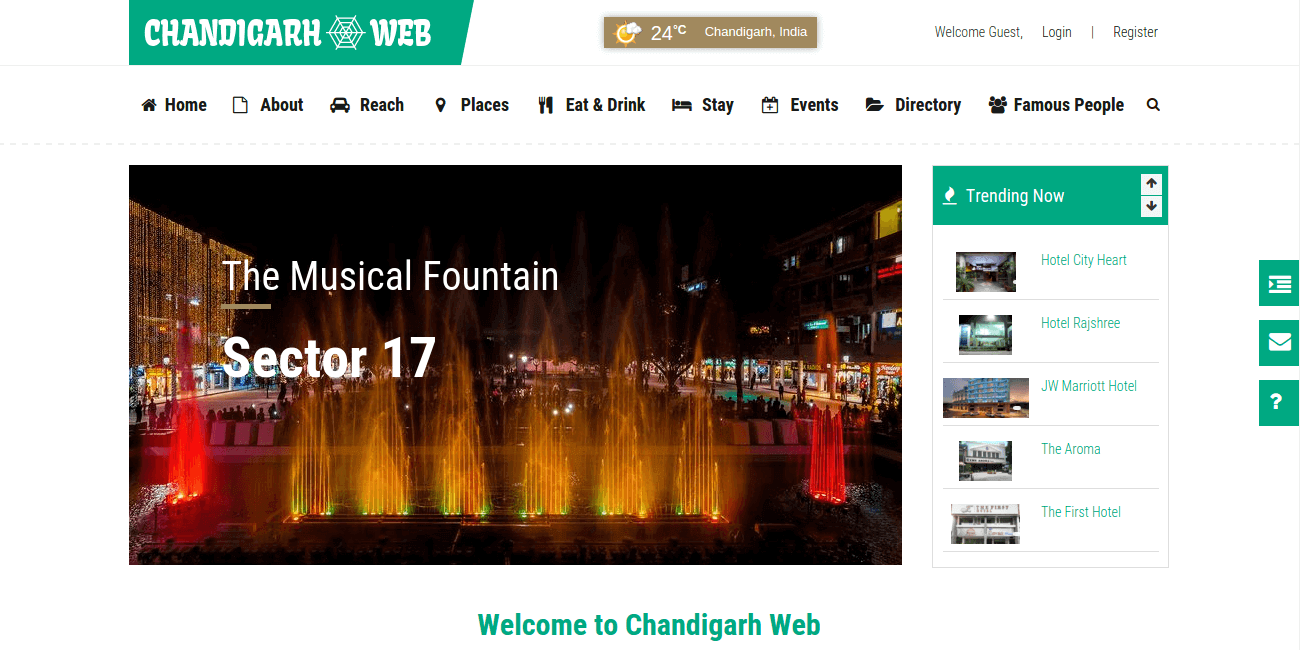 CHANDIGARH WEB
24°C Chandigarh, India
Welcome Guest, Login | Register
Home About Reach Places Eat & Drink Stay Events Directory Famous People
The Musical Fountain
Sector 17
Trending Now
Hotel City Heart
Hotel Rajshree
JW Marriott Hotel
The Aroma
THE FIRST
The First Hotel
?
Welcome to Chandigarh Web